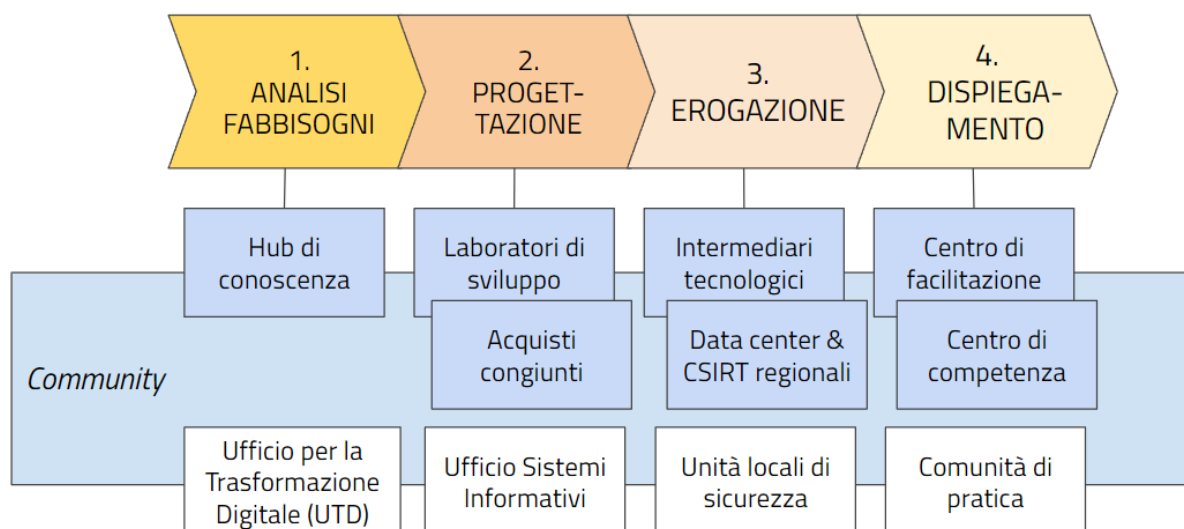 1.
ANALISI
FABBISOGNI
2.
PROGET-
TAZIONE
3.
EROGAZIONE
4.
DISPIEGA-
MENTO
Hub di
conoscenza
Laboratori di
sviluppo
Intermediari
tecnologici
Centro di
facilitazione
Acquisti
congiunti
Data center &
CSIRT regionali
Centro di
competenza
Community
Ufficio per la
Trasformazione
Digitale (UTD)
Ufficio Sistemi
Informativi
Unità locali di
sicurezza
Comunità di
pratica